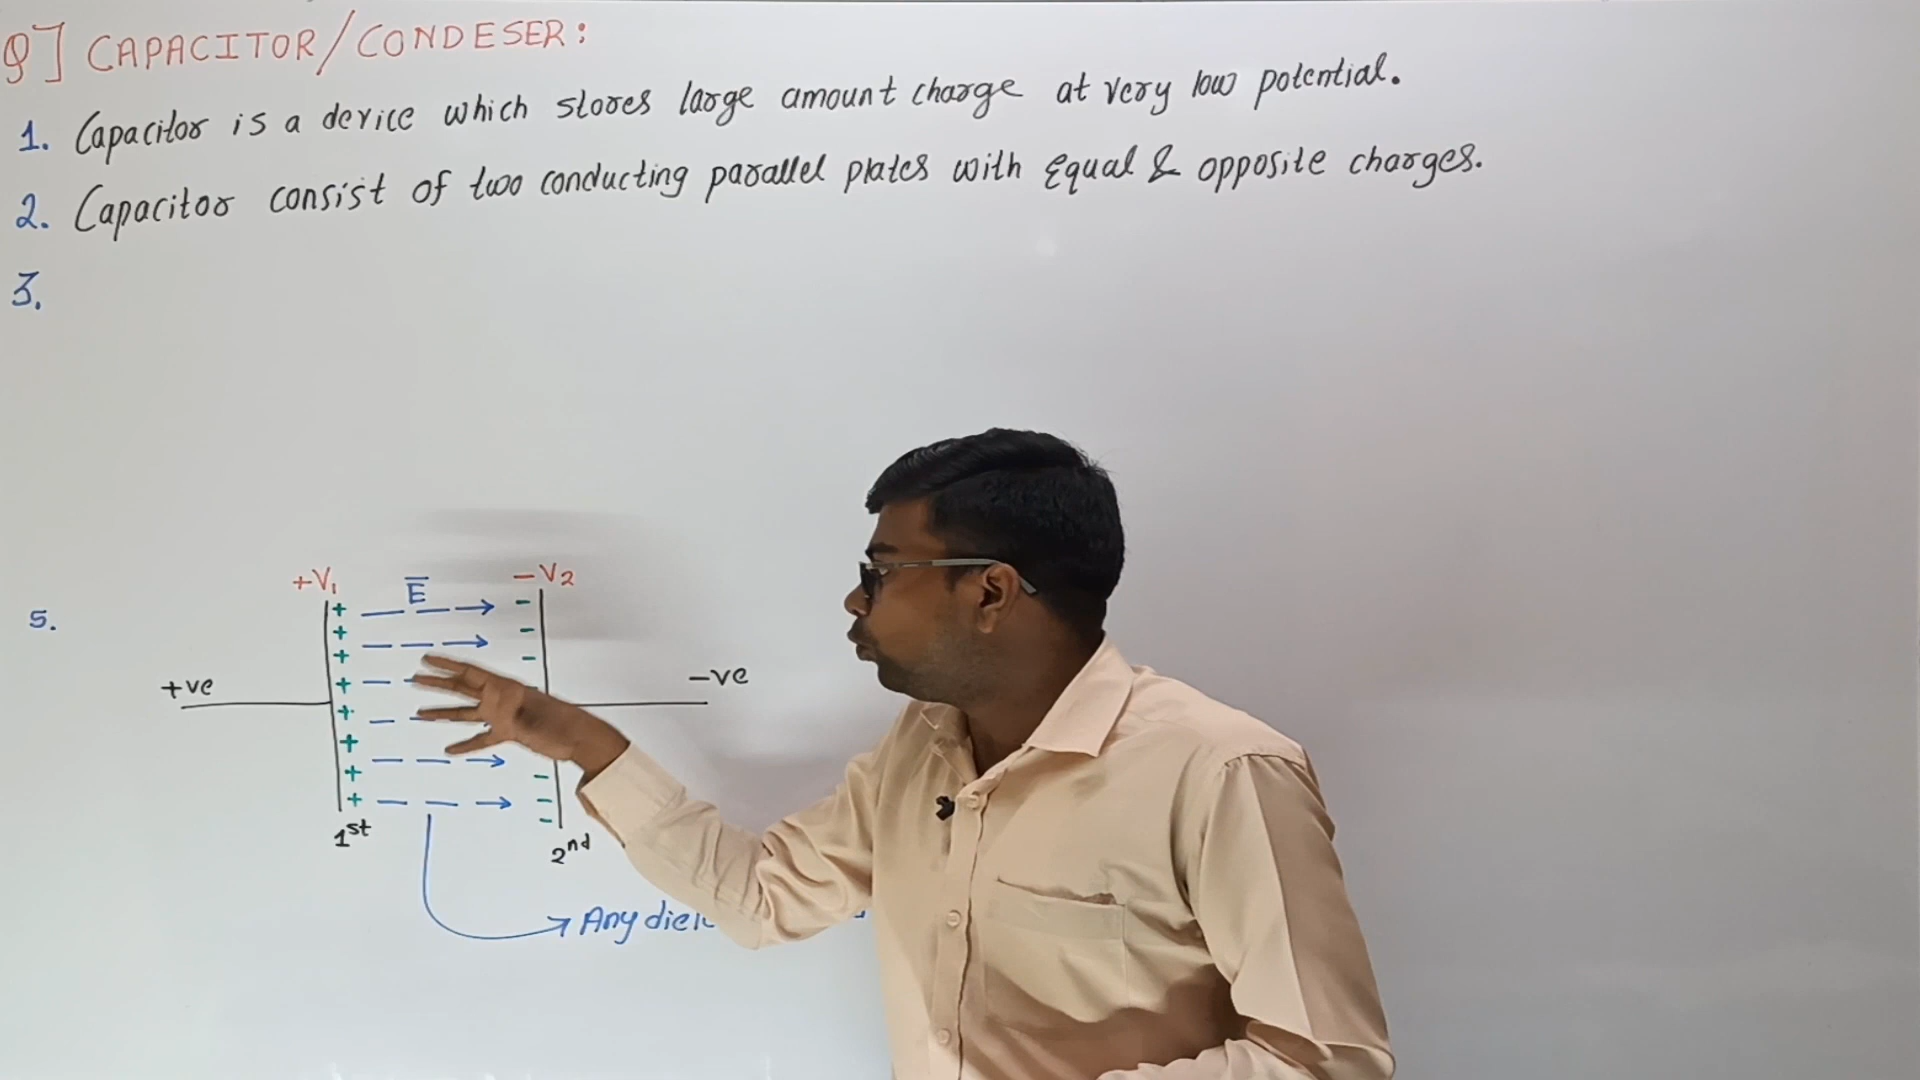 Q] CAPACITOR/CONDESER:
1. Capacitor is a device which stores large amount charge at very low potential.
2. Capacitor consist of two conducting parallel plates with Equal & opposite charges.
3.
5.
+V1 E −V2
+ −
+ −
+ −
+
+
+
+ −
+ −
−
+ve −ve
1st 2nd
Any